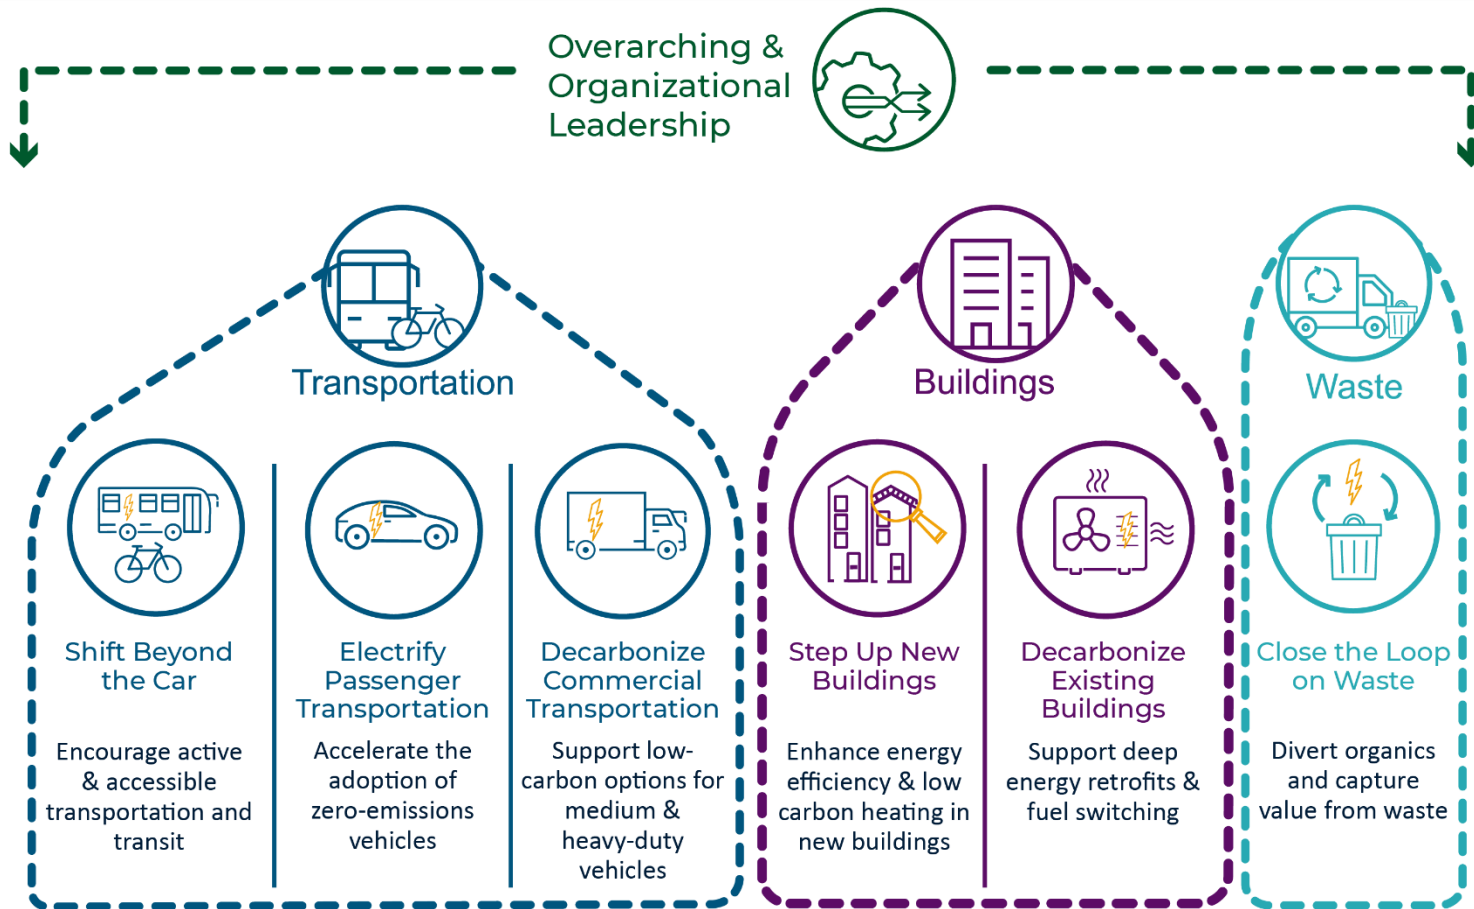 Overarching &
Organizational
Leadership
Transportation
Buildings
Waste
Shift Beyond
the Car
Encourage active
& accessible
transportation and
transit
Electrify
Passenger
Transportation
Accelerate the
adoption of
zero-emissions
vehicles
Decarbonize
Commercial
Transportation
Support low-
carbon options for
medium &
heavy-duty
vehicles
Step Up New
Buildings
Enhance energy
efficiency & low
carbon heating in
new buildings
Decarbonize
Existing
Buildings
Support deep
energy retrofits &
fuel switching
Close the Loop
on Waste
Divert organics
and capture
value from waste